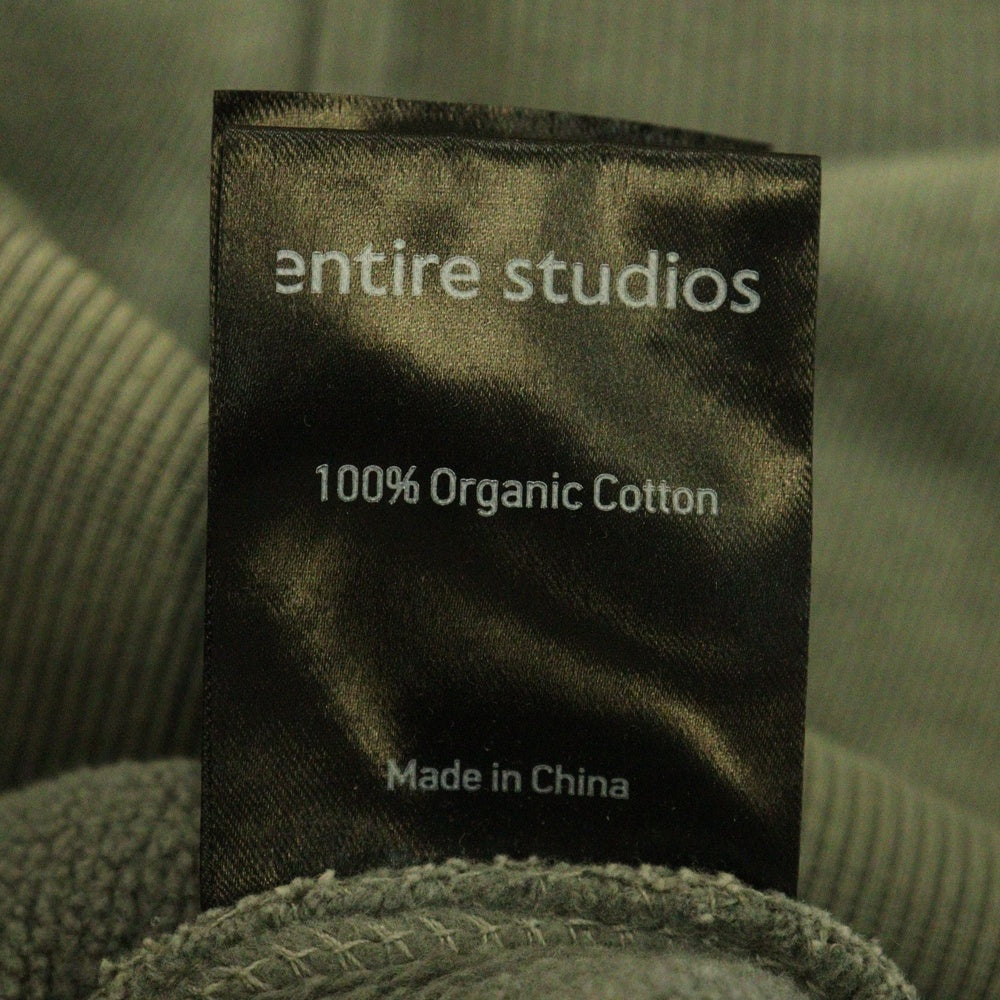 entire studios
100% Organic Cotton
Made in China